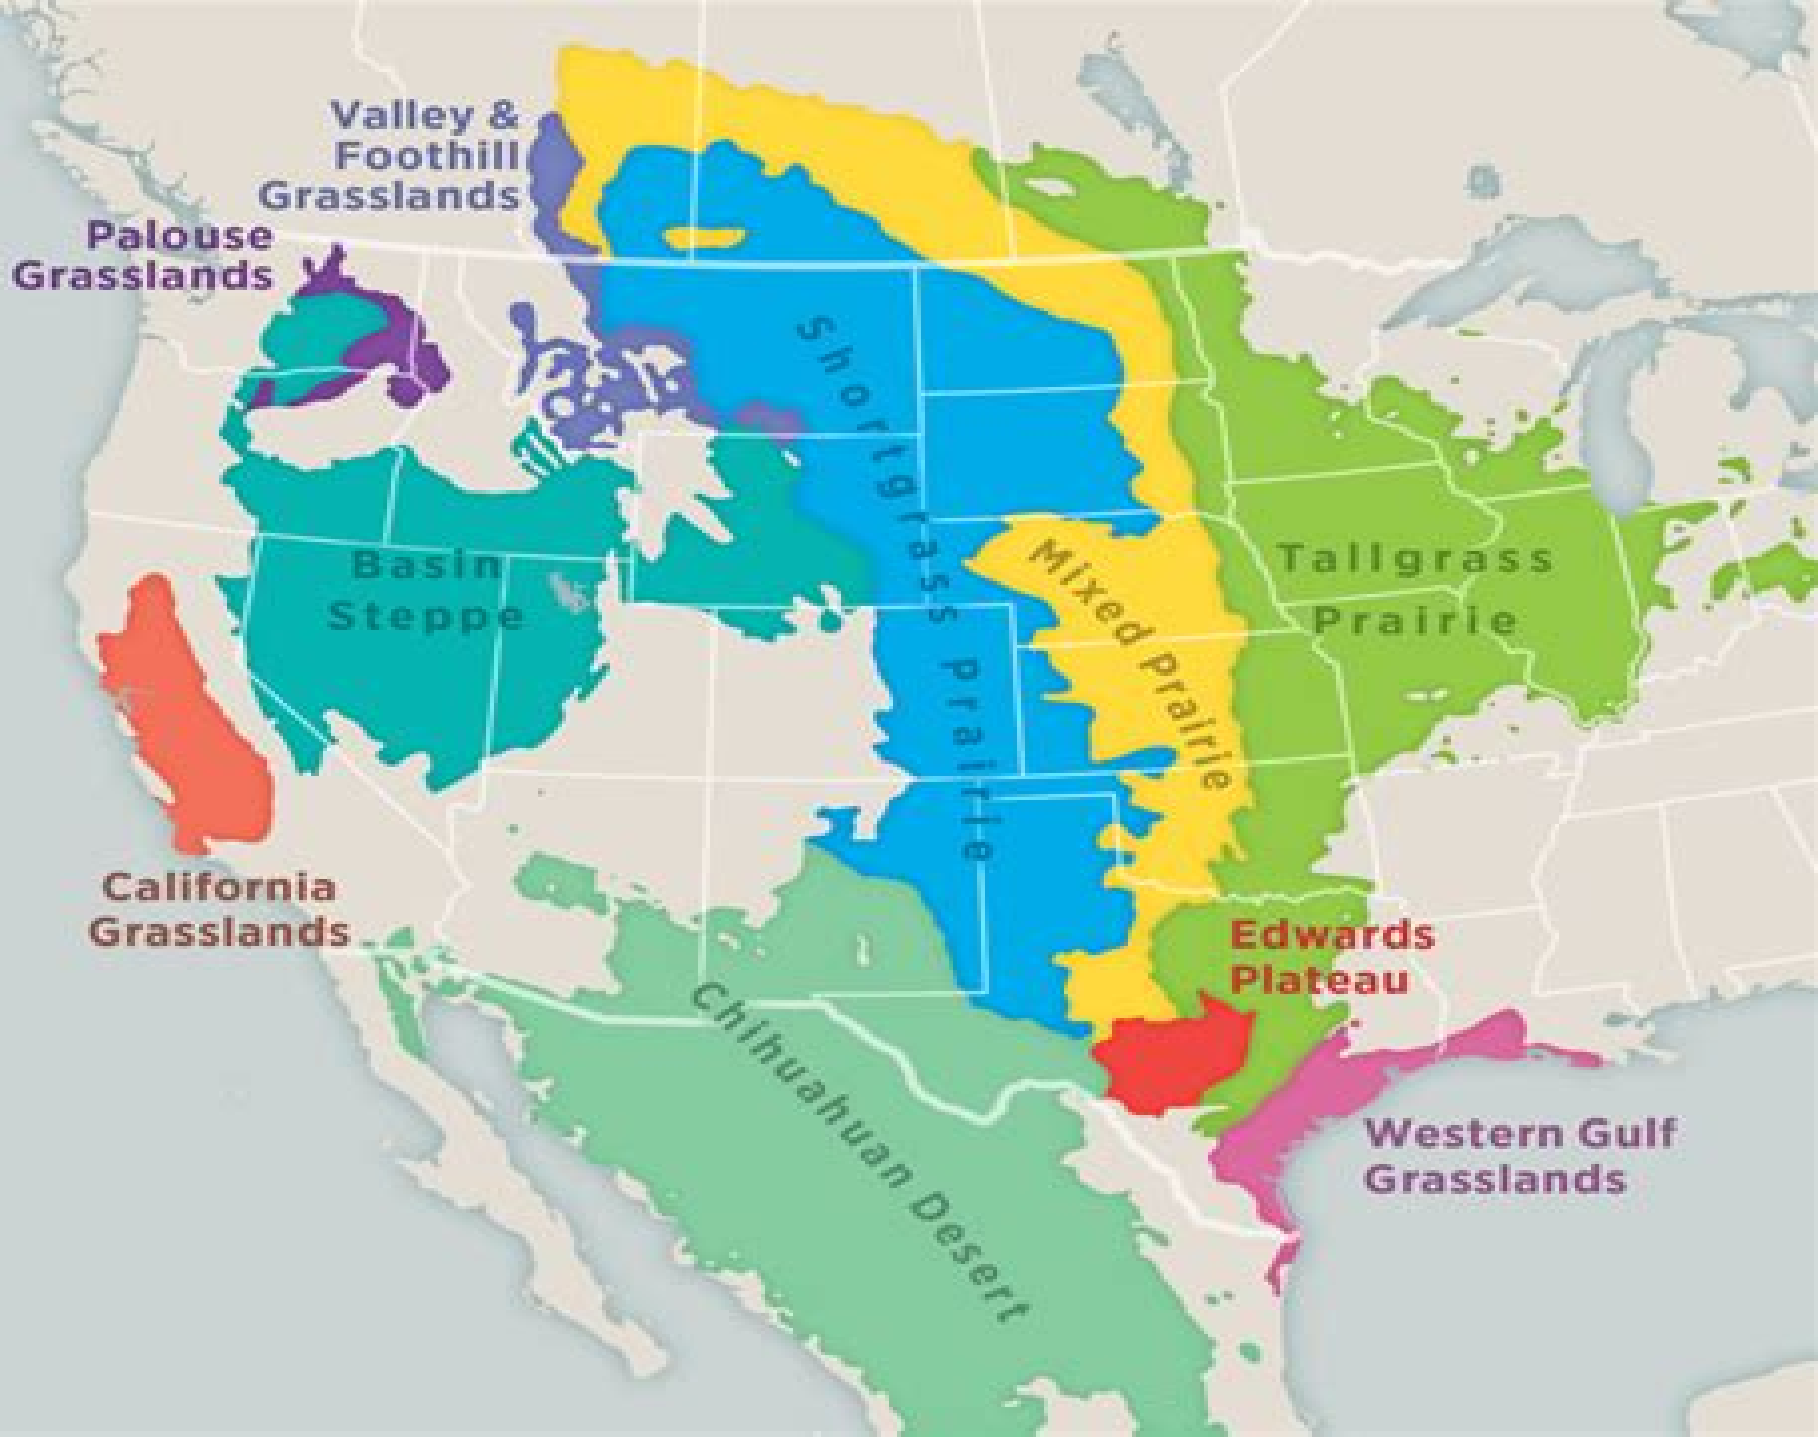 Valley &
Foothill
Grasslands
Palouse
Grasslands
Shortgrass prairie
Basin
Steppe
Mixed Prairie
Tallgrass
Prairie
California
Grasslands
Edwards
Plateau
Chihuahuan Desert
Western Gulf
Grasslands